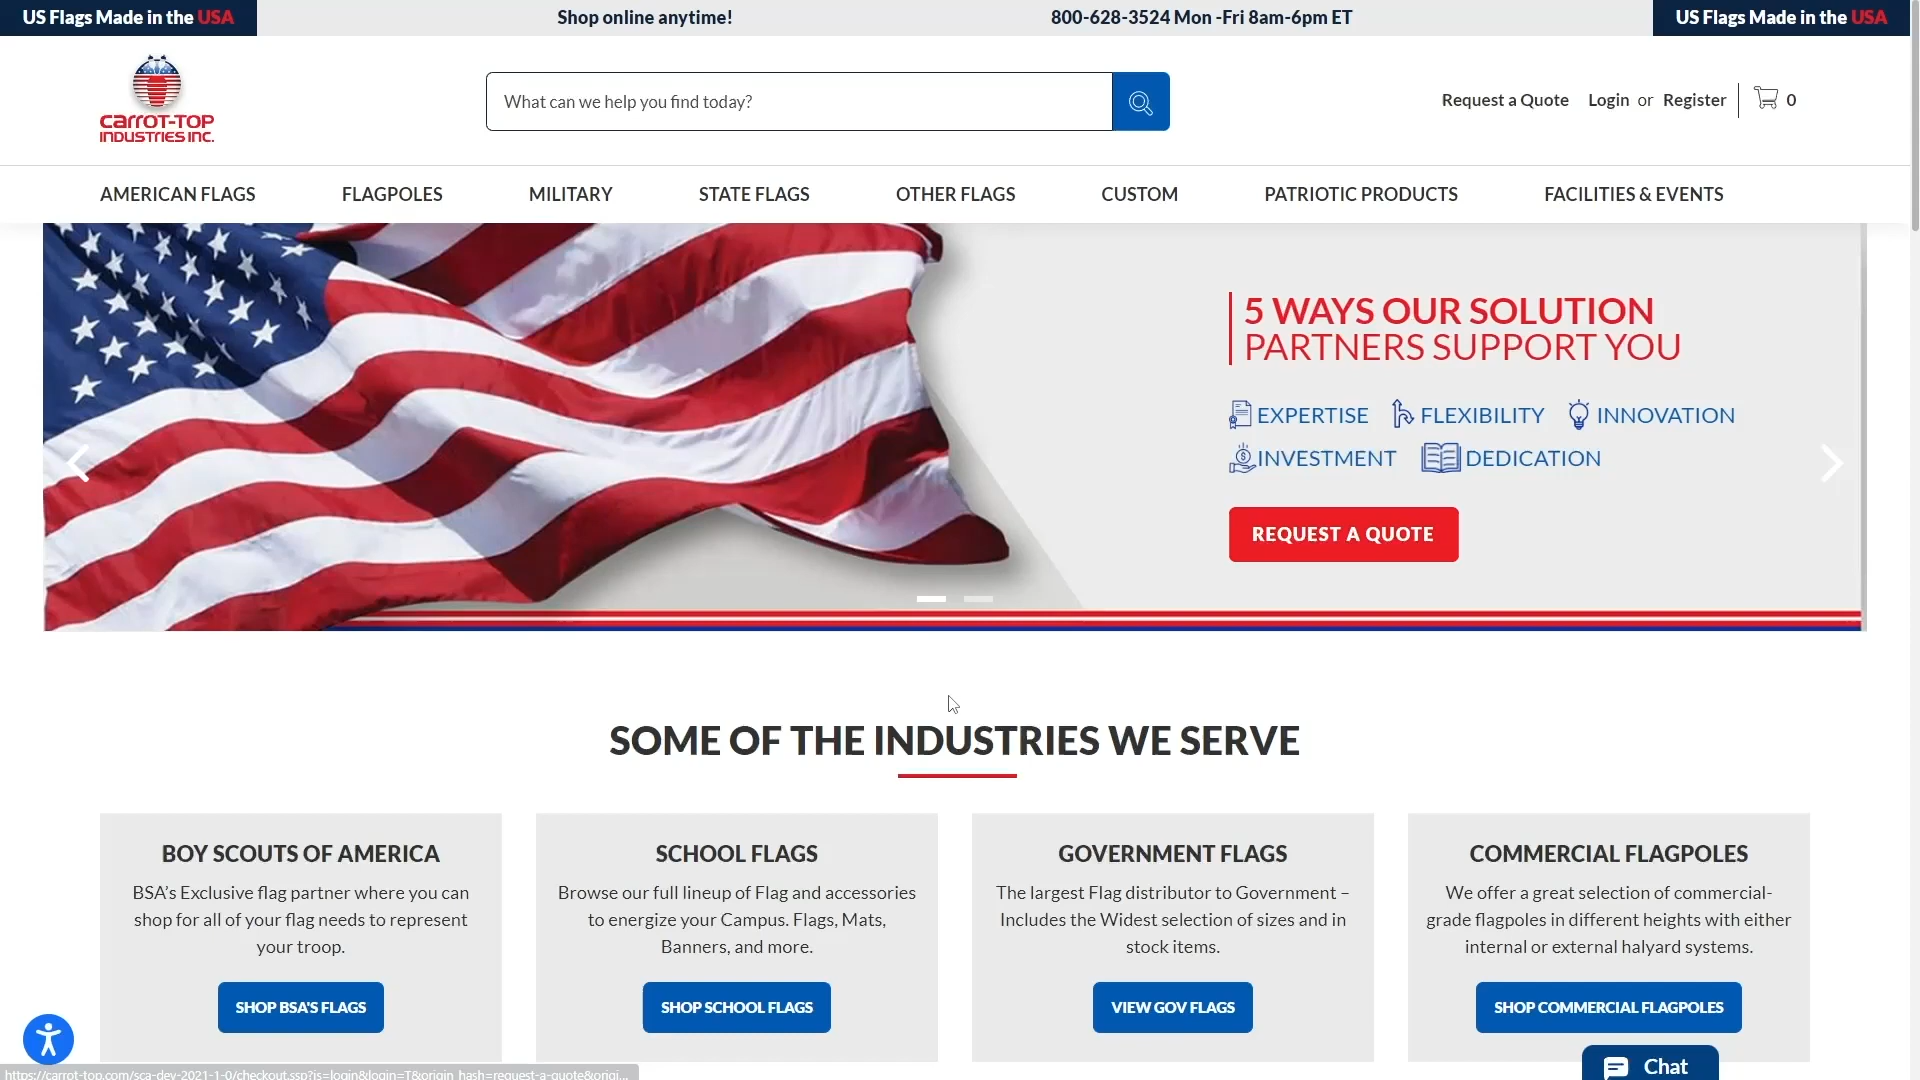 US Flags Made in the USA
Shop online anytime!
800-628-3524 Mon -Fri 8am-6pm ET
US Flags Made in the USA
CARROT-TOP
INDUSTRIES INC.
What can we help you find today?
Request a Quote
Login or Register
0
AMERICAN FLAGS
FLAGPOLES
MILITARY
STATE FLAGS
OTHER FLAGS
CUSTOM
PATRIOTIC PRODUCTS
FACILITIES & EVENTS
5 WAYS OUR SOLUTION
PARTNERS SUPPORT YOU
EXPERTISE FLEXIBILITY INNOVATION
INVESTMENT DEDICATION
REQUEST A QUOTE
SOME OF THE INDUSTRIES WE SERVE
BOY SCOUTS OF AMERICA
BSA’s Exclusive flag partner where you can
shop for all of your flag needs to represent
your troop.
SHOP BSA'S FLAGS
SCHOOL FLAGS
Browse our full lineup of Flag and accessories
to energize your Campus. Flags, Mats,
Banners, and more.
SHOP SCHOOL FLAGS
GOVERNMENT FLAGS
The largest Flag distributor to Government –
Includes the Widest selection of sizes and in
stock items.
VIEW GOV FLAGS
COMMERCIAL FLAGPOLES
We offer a great selection of commercial-
grade flagpoles in different heights with either
internal or external halyard systems.
SHOP COMMERCIAL FLAGPOLES
Chat
https://carrot-top.com/sca-dev-2021-1-0/checkout.ssp?is=login&login=T&origin_hash=request-a-quote&origi...